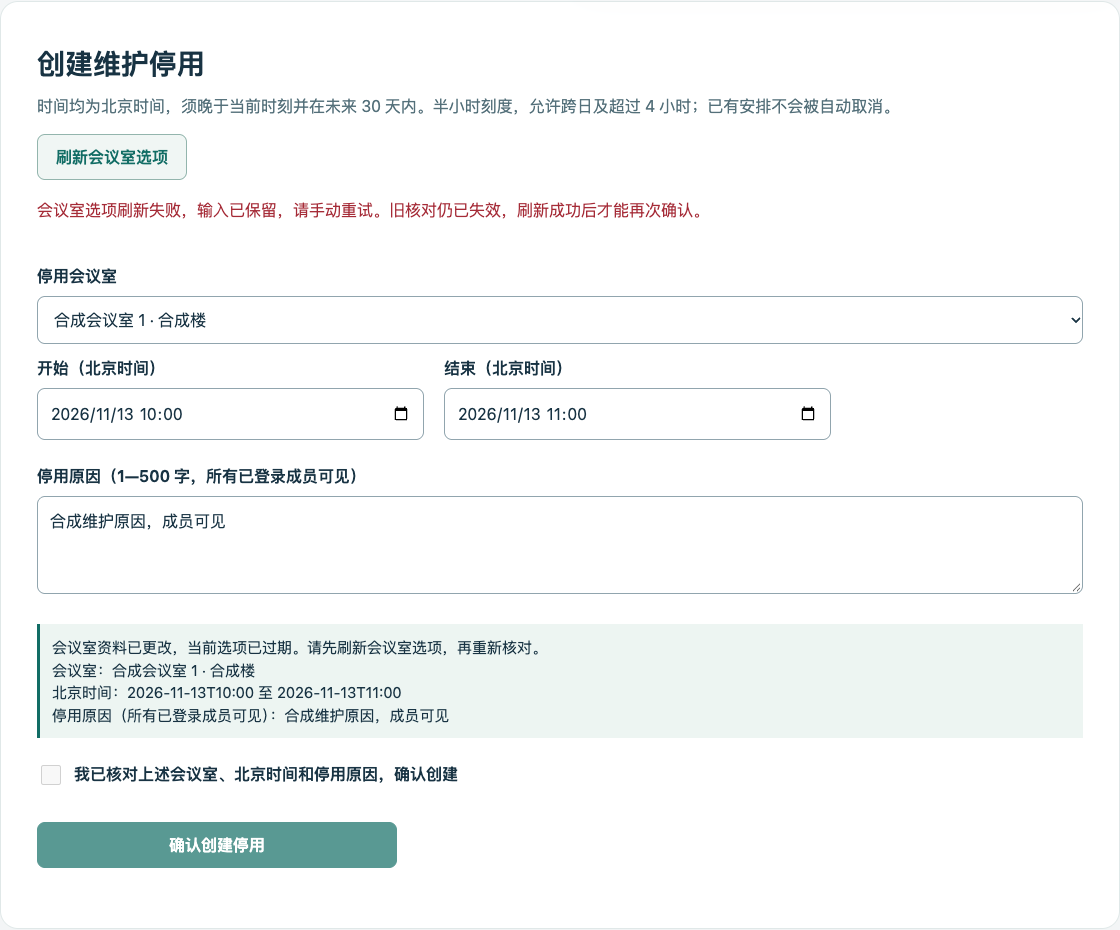 创建维护停用
时间均为北京时间，须晚于当前时刻并在未来 30 天内。半小时刻度，允许跨日及超过 4 小时；已有安排不会被自动取消。
刷新会议室选项
会议室选项刷新失败，输入已保留，请手动重试。旧核对仍已失效，刷新成功后才能再次确认。
停用会议室
合成会议室 1 · 合成楼
开始（北京时间）
结束（北京时间）
2026/11/13 10:00
2026/11/13 11:00
停用原因（1—500 字，所有已登录成员可见）
合成维护原因，成员可见
会议室资料已更改，当前选项已过期。请先刷新会议室选项，再重新核对。
会议室：合成会议室 1 · 合成楼
北京时间：2026-11-13T10:00 至 2026-11-13T11:00
停用原因（所有已登录成员可见）：合成维护原因，成员可见
我已核对上述会议室、北京时间和停用原因，确认创建
确认创建停用